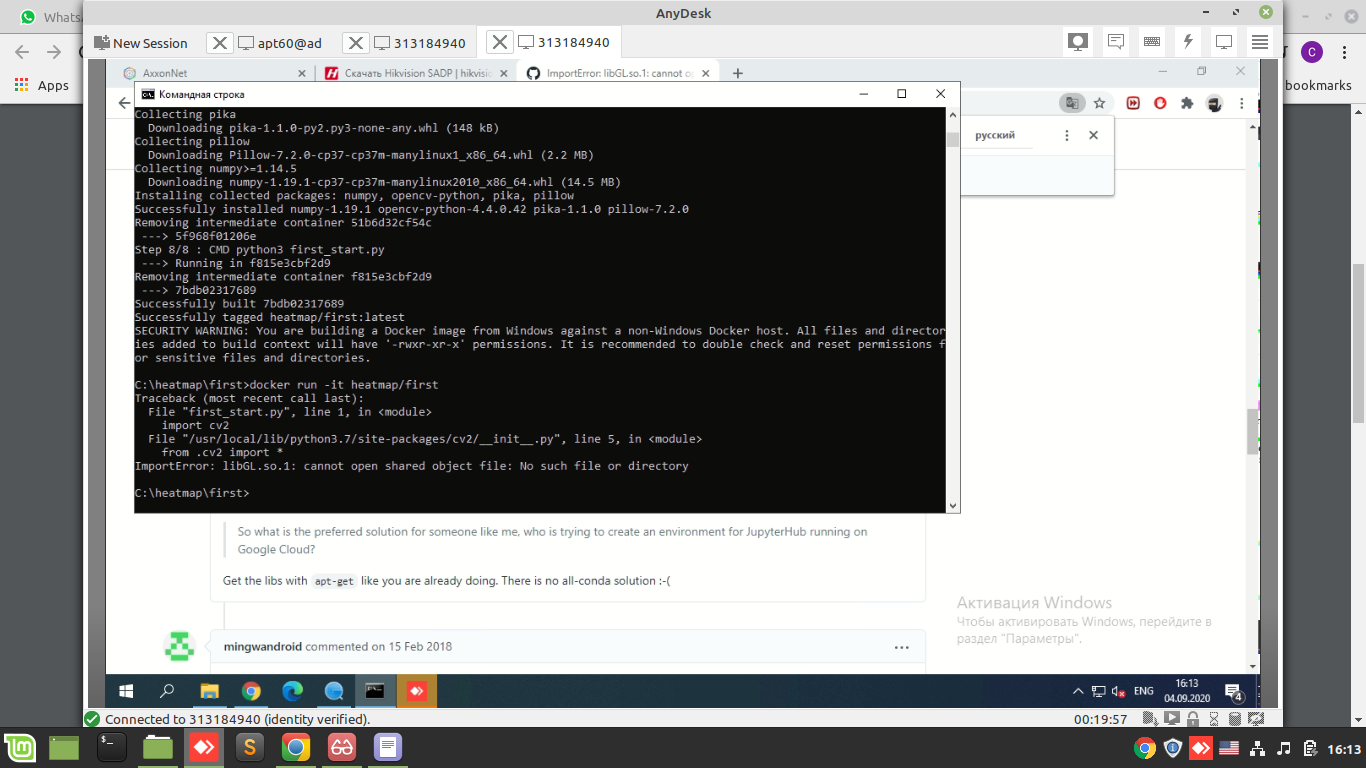 AnyDesk
Whats
New Session
apt60@ad
313184940
313184940
Apps
bookmarks
C
AxxonNet
Скачать Hikvision SADP | hikvisi
ImportError: libGL.so.1: cannot o
Командная строка
русский
Collecting pika
Downloading pika-1.1.0-py2.py3-none-any.whl (148 kB)
Collecting pillow
Downloading Pillow-7.2.0-cp37-cp37m-manylinux1_x86_64.whl (2.2 MB)
Collecting numpy>=1.14.5
Downloading numpy-1.19.1-cp37-cp37m-manylinux2010_x86_64.whl (14.5 MB)
Installing collected packages: numpy, opencv-python, pika, pillow
Successfully installed numpy-1.19.1 opencv-python-4.4.0.42 pika-1.1.0 pillow-7.2.0
Removing intermediate container 51b6d32cf54c
---> 5f968f01206e
Step 8/8 : CMD python3 first_start.py
---> Running in f815e3cbf2d9
Removing intermediate container f815e3cbf2d9
---> 7bdb02317689
Successfully built 7bdb02317689
Successfully tagged heatmap/first:latest
SECURITY WARNING: You are building a Docker image from Windows against a non-Windows Docker host. All files and director
ies added to build context will have '-rwxr-xr-x' permissions. It is recommended to double check and reset permissions f
or sensitive files and directories.
C:\heatmap\first>docker run -it heatmap/first
Traceback (most recent call last):
File "first_start.py", line 1, in <module>
import cv2
File "/usr/local/lib/python3.7/site-packages/cv2/__init__.py", line 5, in <module>
from .cv2 import *
ImportError: libGL.so.1: cannot open shared object file: No such file or directory
C:\heatmap\first>
So what is the preferred solution for someone like me, who is trying to create an environment for JupyterHub running on
Google Cloud?
Get the libs with apt-get like you are already doing. There is no all-conda solution :-(
mingwandroid commented on 15 Feb 2018
Активация Windows
Чтобы активировать Windows, перейдите в
раздел "Параметры".
ENG
16:13
04.09.2020
4
Connected to 313184940 (identity verified).
00:19:57
16:13